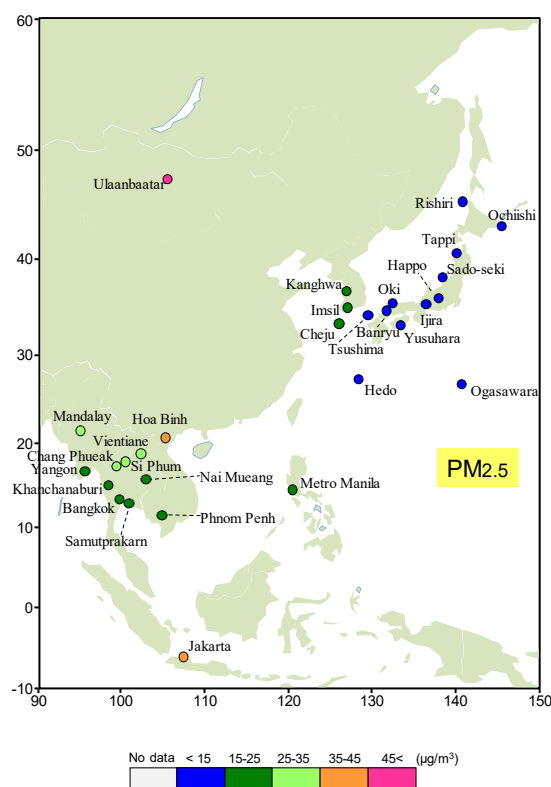 60
50
Ulaanbaatar
Rishiri
Ochiishi
Tappi
40
Happo
Sado-seki
Kanghwa
Oki
Imsil
Ijira
Cheju
Banryu
Yusuhara
Tsushima
30
Hedo
Ogasawara
Mandalay
Hoa Binh
20
Vientiane
Chang Phueak
Si Phum
Yangon
PM2.5
Nai Mueang
Khanchanaburi
Metro Manila
Bangkok
Phnom Penh
10
Samutprakarn
0
Jakarta
-10
90 100 110 120 130 140 150
No data < 15 15-25 25-35 35-45 45< (μg/m³)